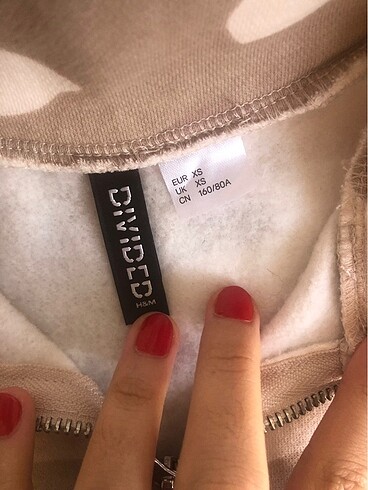 DIVIDED
H&M
EUR XS
UK XS
CN 160/80A